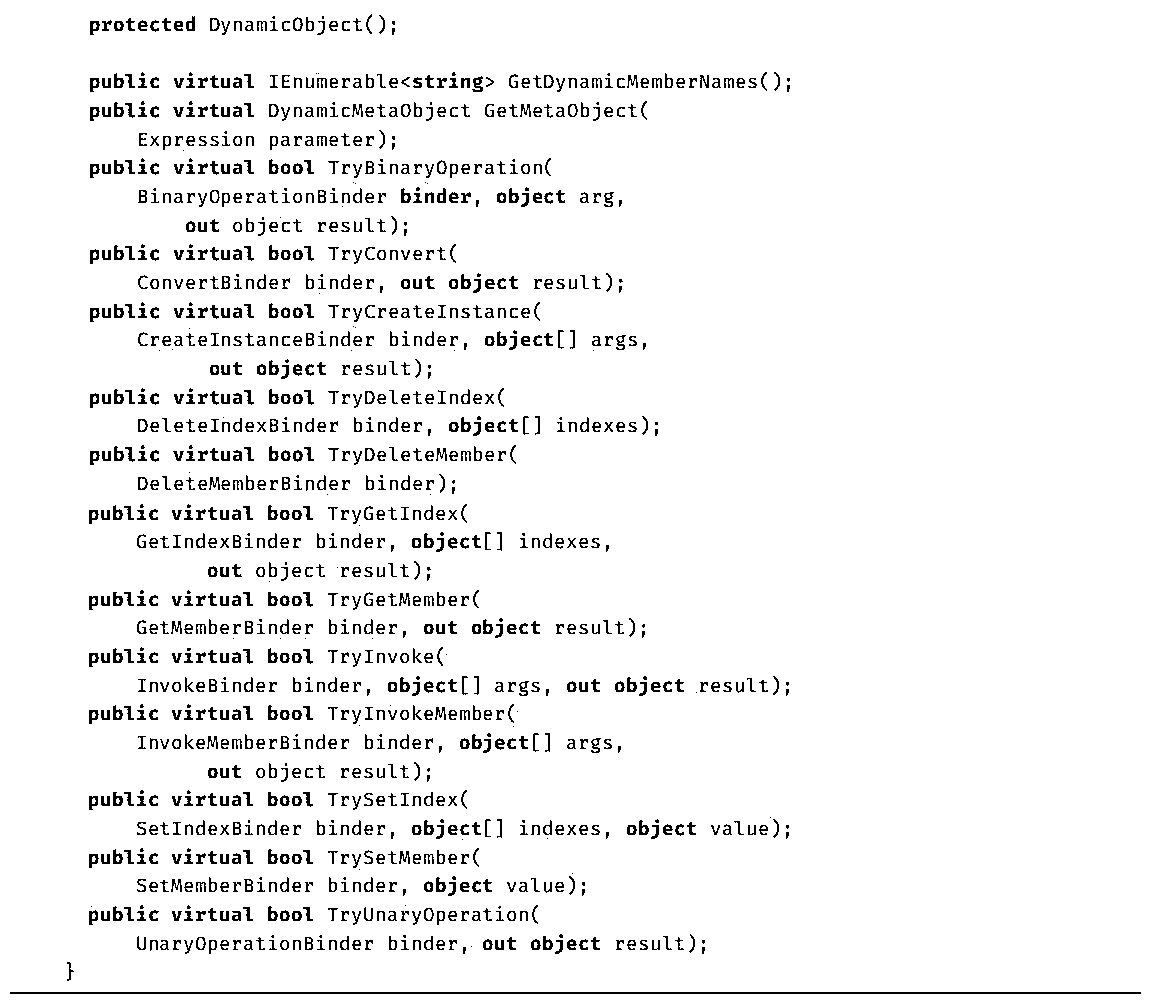 protected DynamicObject();
public virtual IEnumerable<string> GetDynamicMemberNames();
public virtual DynamicMetaObject GetMetaObject(
Expression parameter);
public virtual bool TryBinaryOperation(
BinaryOperationBinder binder, object arg,
out object result);
public virtual bool TryConvert(
ConvertBinder binder, out object result);
public virtual bool TryCreateInstance(
CreateInstanceBinder binder, object[] args,
out object result);
public virtual bool TryDeleteIndex(
DeleteIndexBinder binder, object[] indexes);
public virtual bool TryDeleteMember(
DeleteMemberBinder binder);
public virtual bool TryGetIndex(
GetIndexBinder binder, object[] indexes,
out object result);
public virtual bool TryGetMember(
GetMemberBinder binder, out object result);
public virtual bool TryInvoke(
InvokeBinder binder, object[] args, out object result);
public virtual bool TryInvokeMember(
InvokeMemberBinder binder, object[] args,
out object result);
public virtual bool TrySetIndex(
SetIndexBinder binder, object[] indexes, object value);
public virtual bool TrySetMember(
SetMemberBinder binder, object value);
public virtual bool TryUnaryOperation(
UnaryOperationBinder binder, out object result);
}